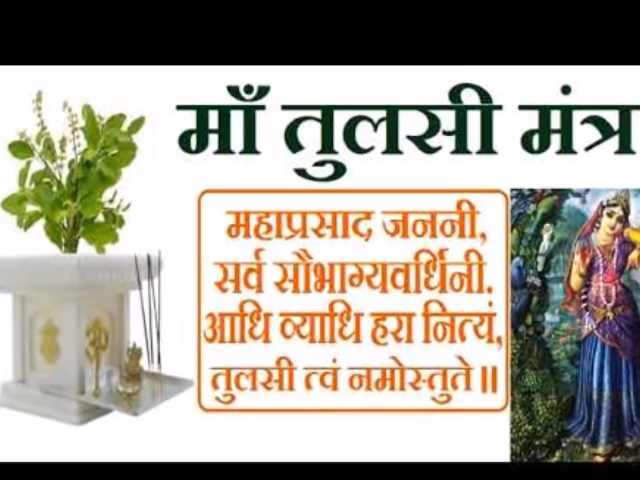 माँ तुलसी मंत्र
महाप्रसाद जननी,
सर्व सौभाग्यवर्धिनी.
आधि व्याधि हरा नित्यं,
तुलसी त्वं नमोस्तुते॥